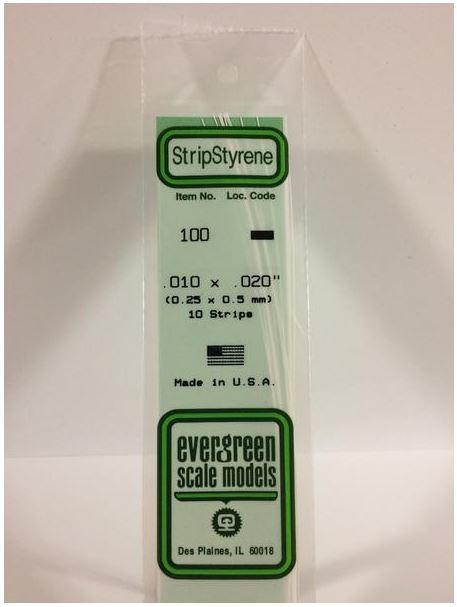 StripStyrene
Item No. Loc. Code
100
.010 x .020"
(0.25 x 0.5 mm)
10 Strips
Made in U.S.A.
evergreen
scale models
Des Plaines, IL 60018